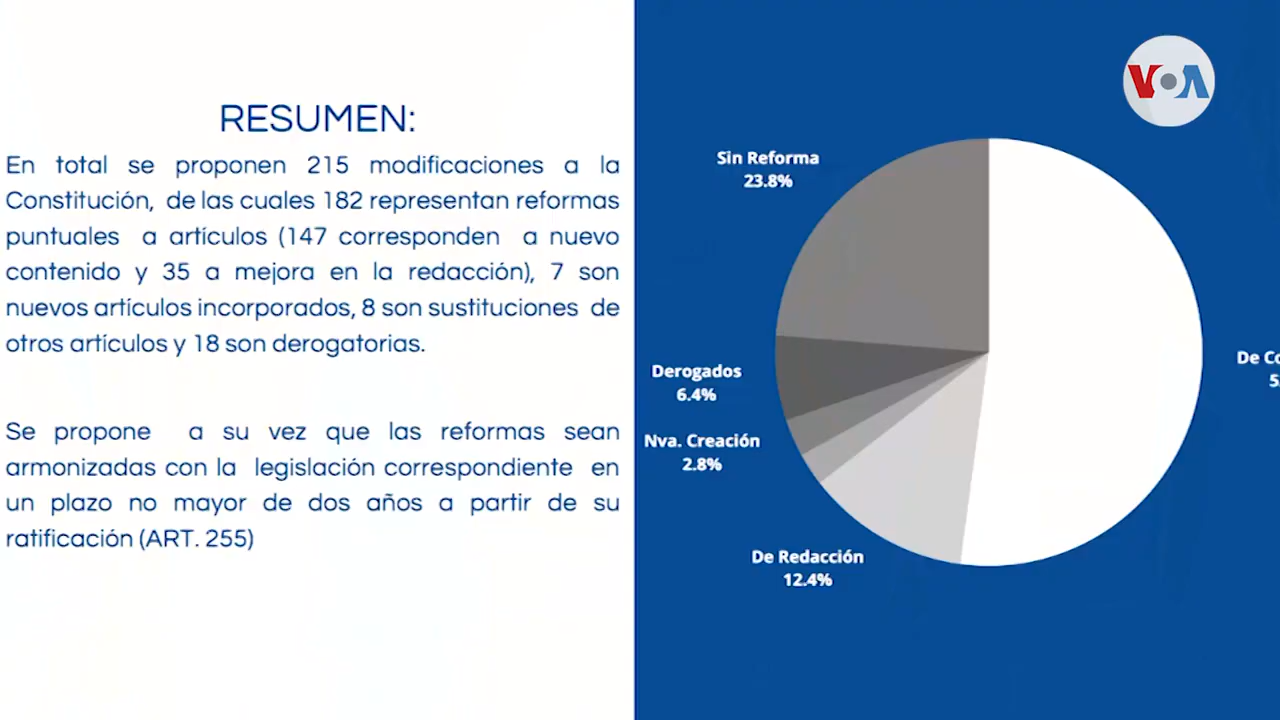 VOA
RESUMEN:
En total se proponen 215 modificaciones a la
Constitución, de las cuales 182 representan reformas
puntuales a artículos (147 corresponden a nuevo
contenido y 35 a mejora en la redacción), 7 son
nuevos artículos incorporados, 8 son sustituciones de
otros artículos y 18 son derogatorias.
Se propone a su vez que las reformas sean
armonizadas con la legislación correspondiente en
un plazo no mayor de dos años a partir de su
ratificación (ART. 255)
Sin Reforma
23.8%
Derogados
6.4%
Nva. Creación
2.8%
De Redacción
12.4%
De